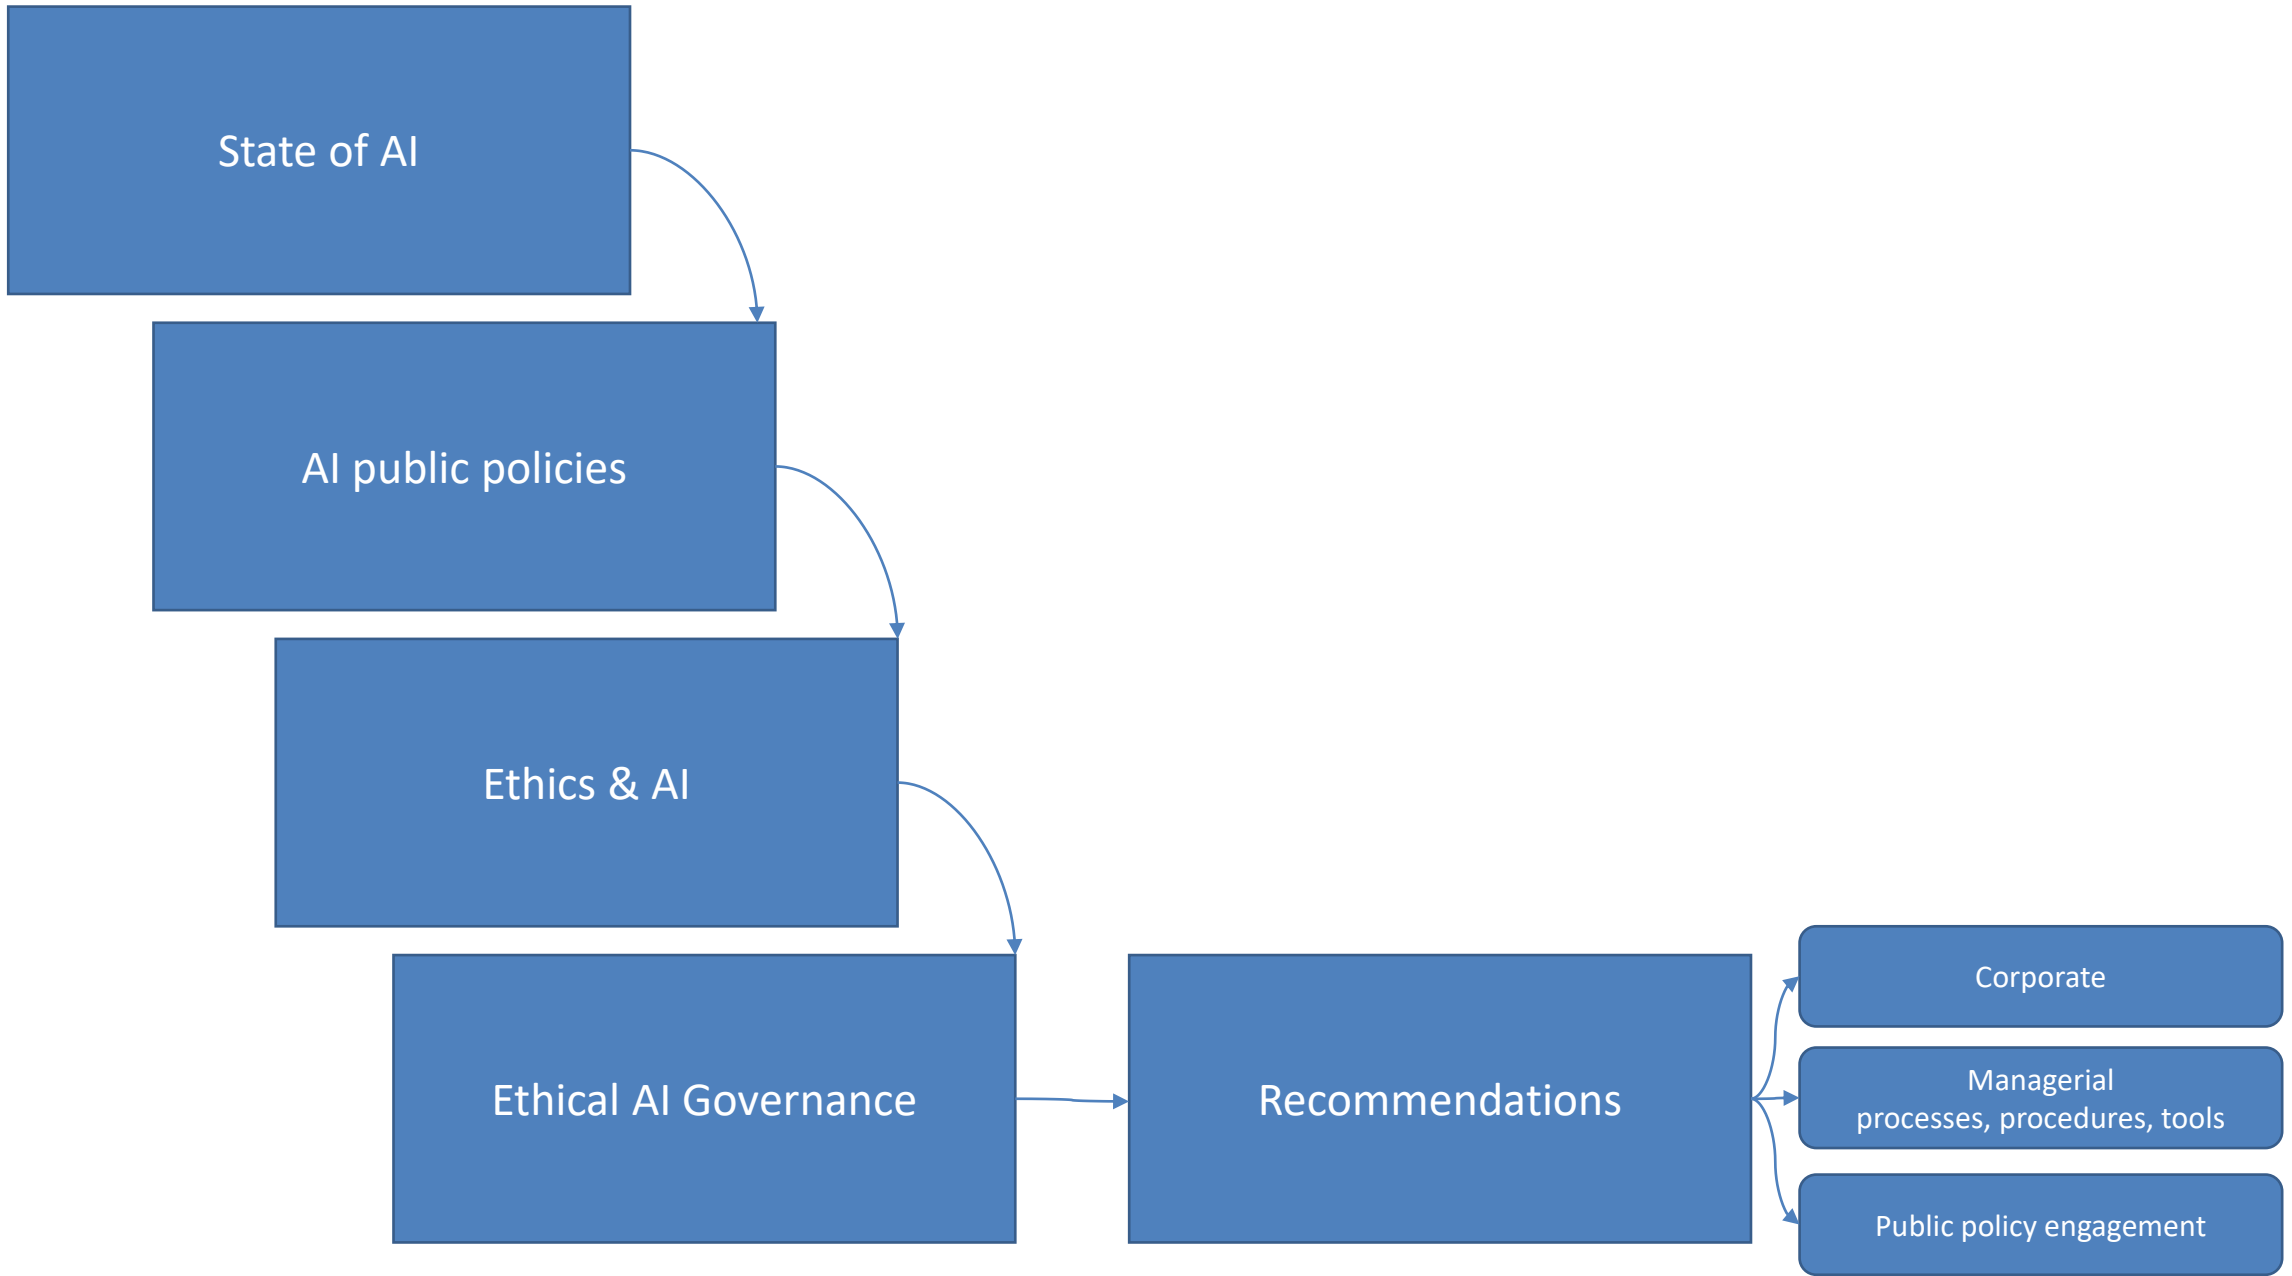 State of AI
AI public policies
Ethics & AI
Ethical AI Governance
Recommendations
Corporate
Managerial
processes, procedures, tools
Public policy engagement